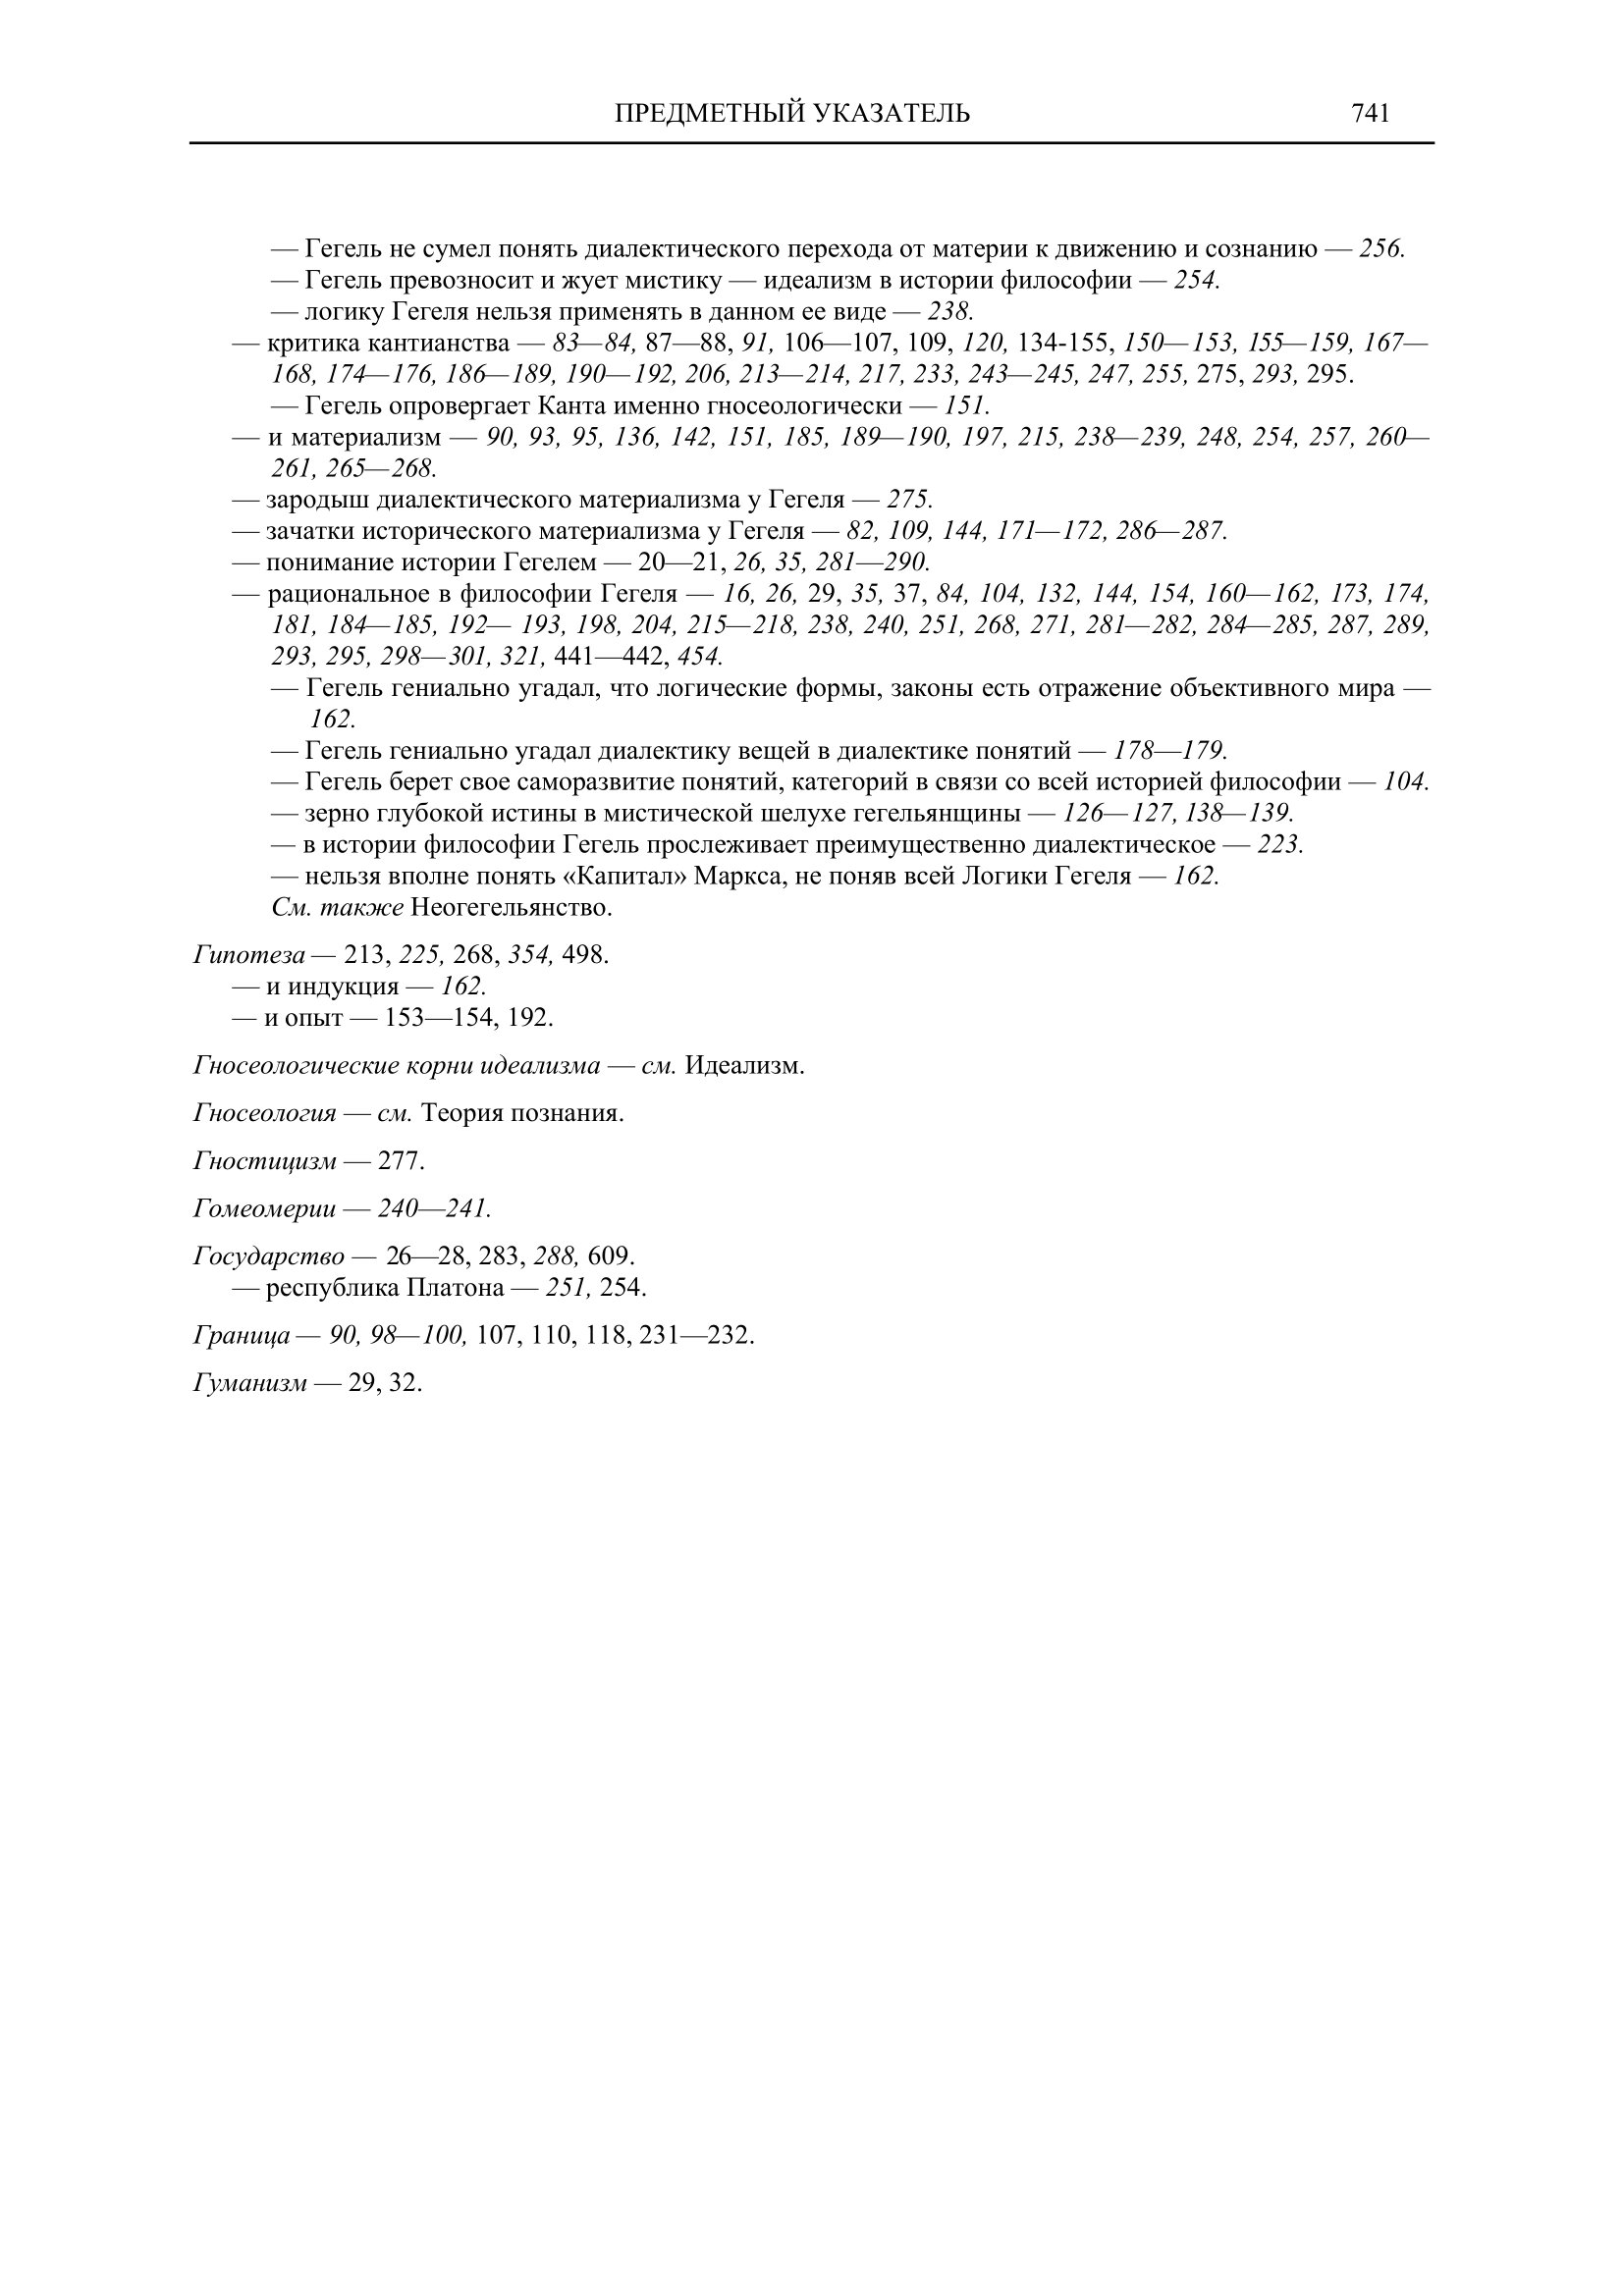 ПРЕДМЕТНЫЙ УКАЗАТЕЛЬ 741
— Гегель не сумел понять диалектического перехода от материи к движению и сознанию — 256.
— Гегель превозносит и жует мистику — идеализм в истории философии — 254.
— логику Гегеля нельзя применять в данном ее виде — 238.
— критика кантианства — 83—84, 87—88, 91, 106—107, 109, 120, 134-155, 150—153, 155—159, 167—
168, 174—176, 186—189, 190—192, 206, 213—214, 217, 233, 243—245, 247, 255, 275, 293, 295.
— Гегель опровергает Канта именно гносеологически — 151.
— и материализм — 90, 93, 95, 136, 142, 151, 185, 189—190, 197, 215, 238—239, 248, 254, 257, 260—
261, 265—268.
— зародыш диалектического материализма у Гегеля — 275.
— зачатки исторического материализма у Гегеля — 82, 109, 144, 171—172, 286—287.
— понимание истории Гегелем — 20—21, 26, 35, 281—290.
— рациональное в философии Гегеля — 16, 26, 29, 35, 37, 84, 104, 132, 144, 154, 160—162, 173, 174,
181, 184—185, 192— 193, 198, 204, 215—218, 238, 240, 251, 268, 271, 281—282, 284—285, 287, 289,
293, 295, 298—301, 321, 441—442, 454.
— Гегель гениально угадал, что логические формы, законы есть отражение объективного мира —
162.
— Гегель гениально угадал диалектику вещей в диалектике понятий — 178—179.
— Гегель берет свое саморазвитие понятий, категорий в связи со всей историей философии — 104.
— зерно глубокой истины в мистической шелухе гегельянщины — 126—127, 138—139.
— в истории философии Гегель прослеживает преимущественно диалектическое — 223.
— нельзя вполне понять «Капитал» Маркса, не поняв всей Логики Гегеля — 162.
См. также Неогегельянство.
Гипотеза — 213, 225, 268, 354, 498.
— и индукция — 162.
— и опыт — 153—154, 192.
Гносеологические корни идеализма — см. Идеализм.
Гносеология — см. Теория познания.
Гностицизм — 277.
Гомеомерии — 240—241.
Государство — 26—28, 283, 288, 609.
— республика Платона — 251, 254.
Граница — 90, 98—100, 107, 110, 118, 231—232.
Гуманизм — 29, 32.